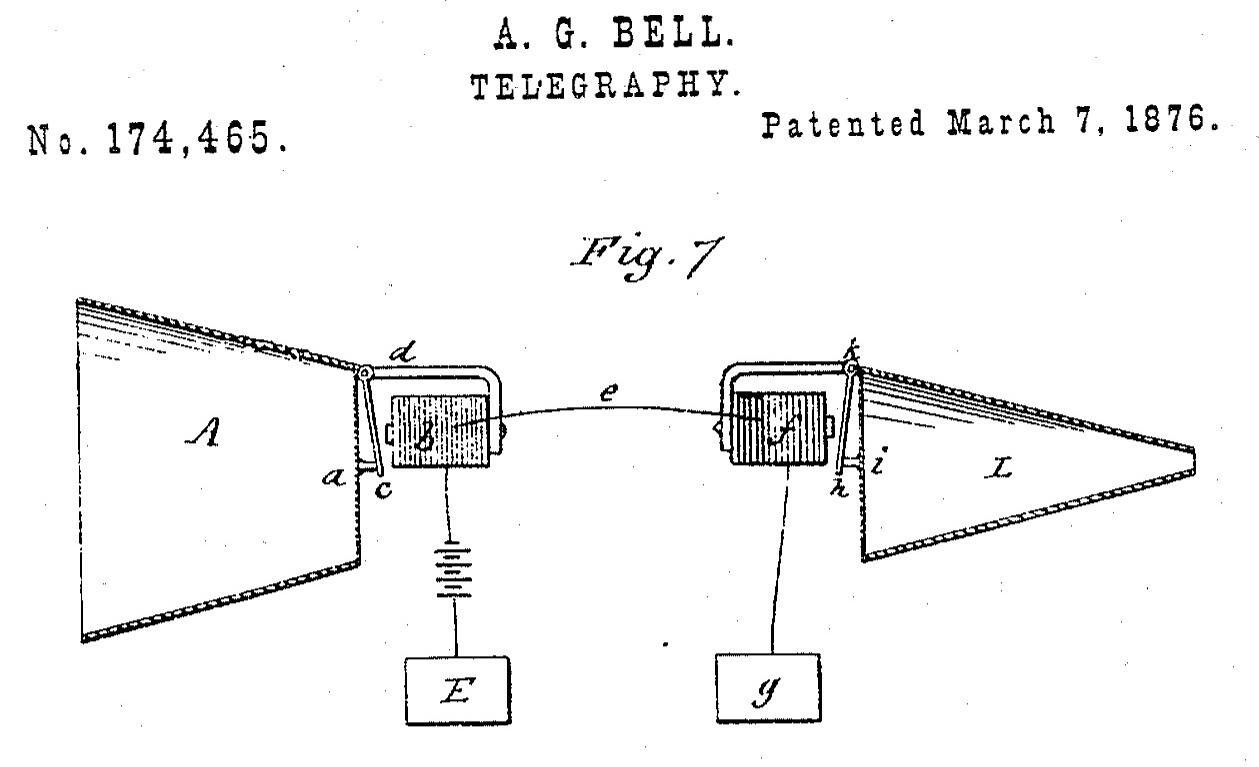 A. G. BELL.
TELEGRAPHY.
No. 174,465.
Patented March 7, 1876.
Fig. 7
d
k
e
A
b
f
a
c
h
i
L
E
g